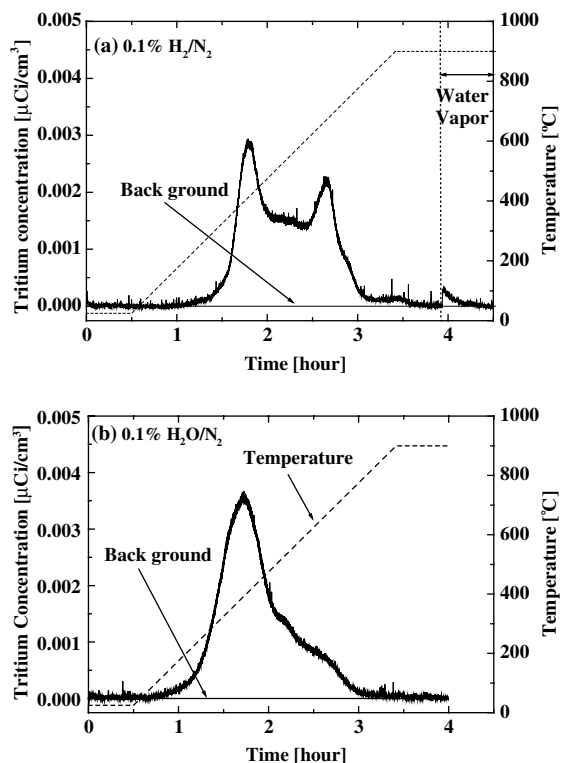 (a) 0.1% H2/N2
Tritium concentration [μCi/cm3]
0.005
0.004
0.003
0.002
0.001
0.000
Back ground
Water
Vapor
1000
800
600
400
200
0
Temperature [°C]
0 1 2 3 4
Time [hour]
(b) 0.1% H2O/N2
Tritium Concentration [μCi/cm3]
0.005
0.004
0.003
0.002
0.001
0.000
Temperature
Back ground
1000
800
600
400
200
0
Temperature [℃]
0 1 2 3 4
Time [hour]